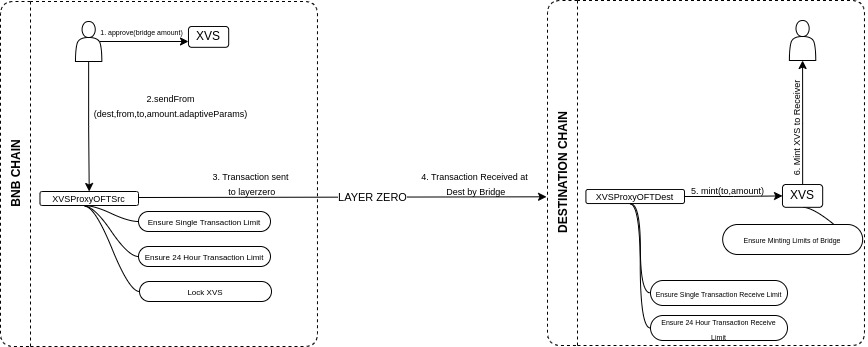 BNB CHAIN
1. approve(bridge amount)
XVS
2.sendFrom
(dest,from,to,amount.adaptiveParams)
XVSProxyOFTSrc
3. Transaction sent
to layerzero
Ensure Single Transaction Limit
Ensure 24 Hour Transaction Limit
Lock XVS
LAYER ZERO
4. Transaction Received at
Dest by Bridge
DESTINATION CHAIN
XVSProxyOFTDest
5. mint(to,amount)
XVS
6. Mint XVS to Receiver
Ensure Minting Limits of Bridge
Ensure Single Transaction Receive Limit
Ensure 24 Hour Transaction Receive
Limit